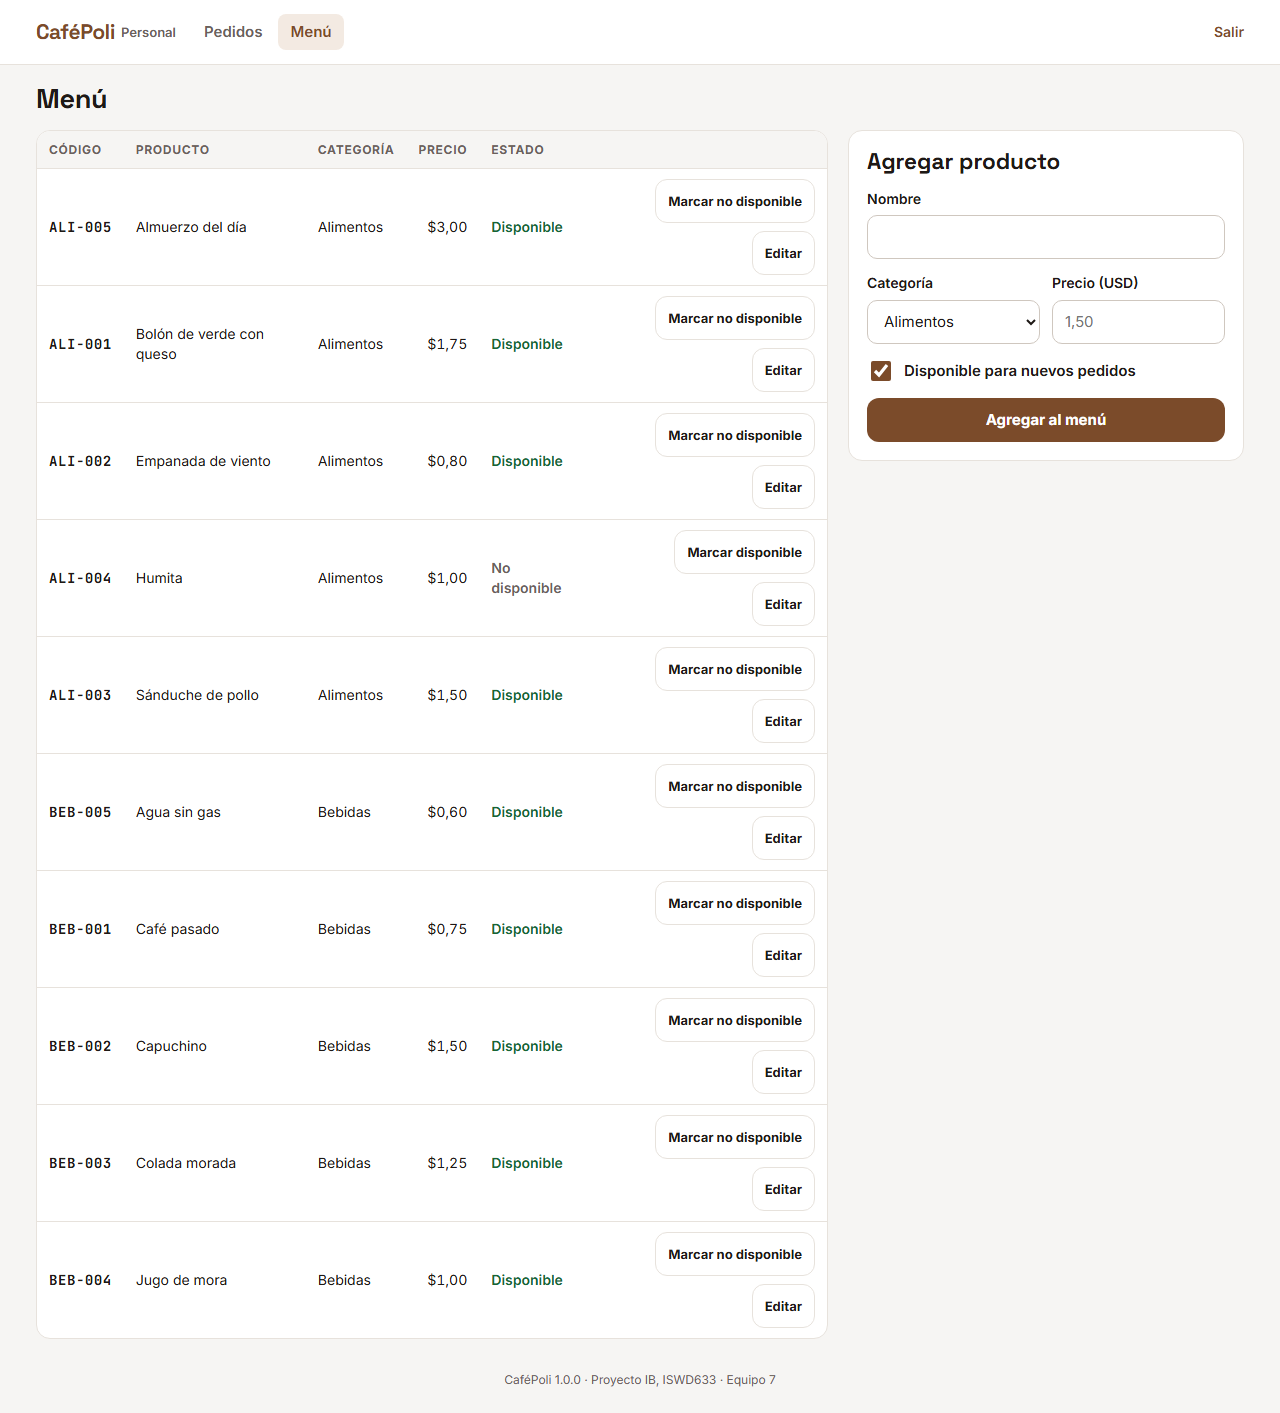 CaféPoli Personal Pedidos Menú Salir
Menú
CÓDIGO PRODUCTO CATEGORÍA PRECIO ESTADO
ALI-005 Almuerzo del día Alimentos $3,00 Disponible Marcar no disponible
Editar
ALI-001 Bolón de verde con queso Alimentos $1,75 Disponible Marcar no disponible
Editar
ALI-002 Empanada de viento Alimentos $0,80 Disponible Marcar no disponible
Editar
ALI-004 Humita Alimentos $1,00 No disponible Marcar disponible
Editar
ALI-003 Sánduche de pollo Alimentos $1,50 Disponible Marcar no disponible
Editar
BEB-005 Agua sin gas Bebidas $0,60 Disponible Marcar no disponible
Editar
BEB-001 Café pasado Bebidas $0,75 Disponible Marcar no disponible
Editar
BEB-002 Capuchino Bebidas $1,50 Disponible Marcar no disponible
Editar
BEB-003 Colada morada Bebidas $1,25 Disponible Marcar no disponible
Editar
BEB-004 Jugo de mora Bebidas $1,00 Disponible Marcar no disponible
Editar
Agregar producto
Nombre
Categoría Precio (USD)
Alimentos 1,50
Disponible para nuevos pedidos
Agregar al menú
CaféPoli 1.0.0 · Proyecto IB, ISWD633 · Equipo 7